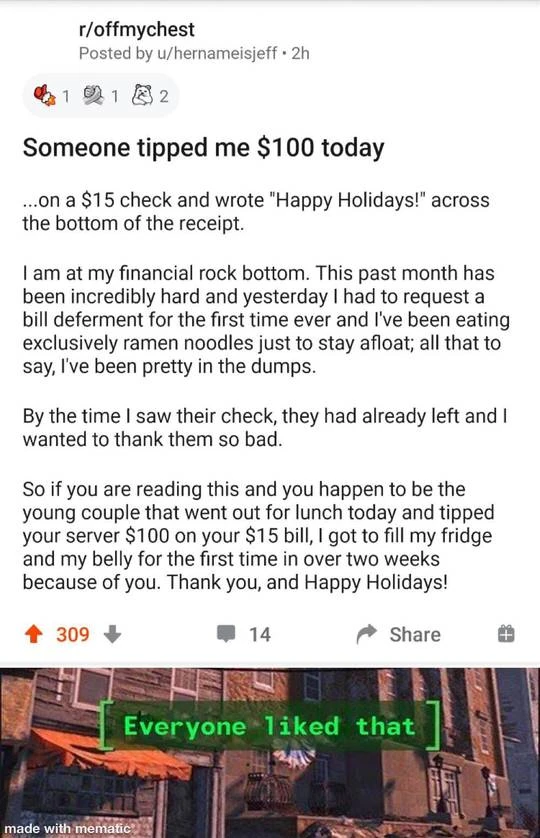 r/offmychest
Posted by u/hernameisjeff • 2h
1 1 2
Someone tipped me $100 today
...on a $15 check and wrote "Happy Holidays!" across
the bottom of the receipt.
I am at my financial rock bottom. This past month has
been incredibly hard and yesterday I had to request a
bill deferment for the first time ever and I've been eating
exclusively ramen noodles just to stay afloat; all that to
say, I've been pretty in the dumps.
By the time I saw their check, they had already left and I
wanted to thank them so bad.
So if you are reading this and you happen to be the
young couple that went out for lunch today and tipped
your server $100 on your $15 bill, I got to fill my fridge
and my belly for the first time in over two weeks
because of you. Thank you, and Happy Holidays!
309 14 Share
[Everyone liked that]
made with mematic